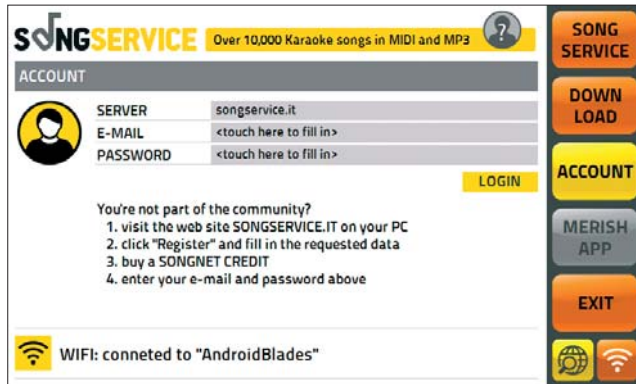 SONGSERVICE Over 10,000 Karaoke songs in MIDI and MP3 ?
ACCOUNT
SERVER songservice.it
E-MAIL <touch here to fill in>
PASSWORD <touch here to fill in>
LOGIN
You're not part of the community?
1. visit the web site SONGSERVICE.IT on your PC
2. click "Register" and fill in the requested data
3. buy a SONGNET CREDIT
4. enter your e-mail and password above
WIFI: conneted to "AndroidBlades"
SONG
SERVICE
DOWN
LOAD
ACCOUNT
MERISH
APP
EXIT